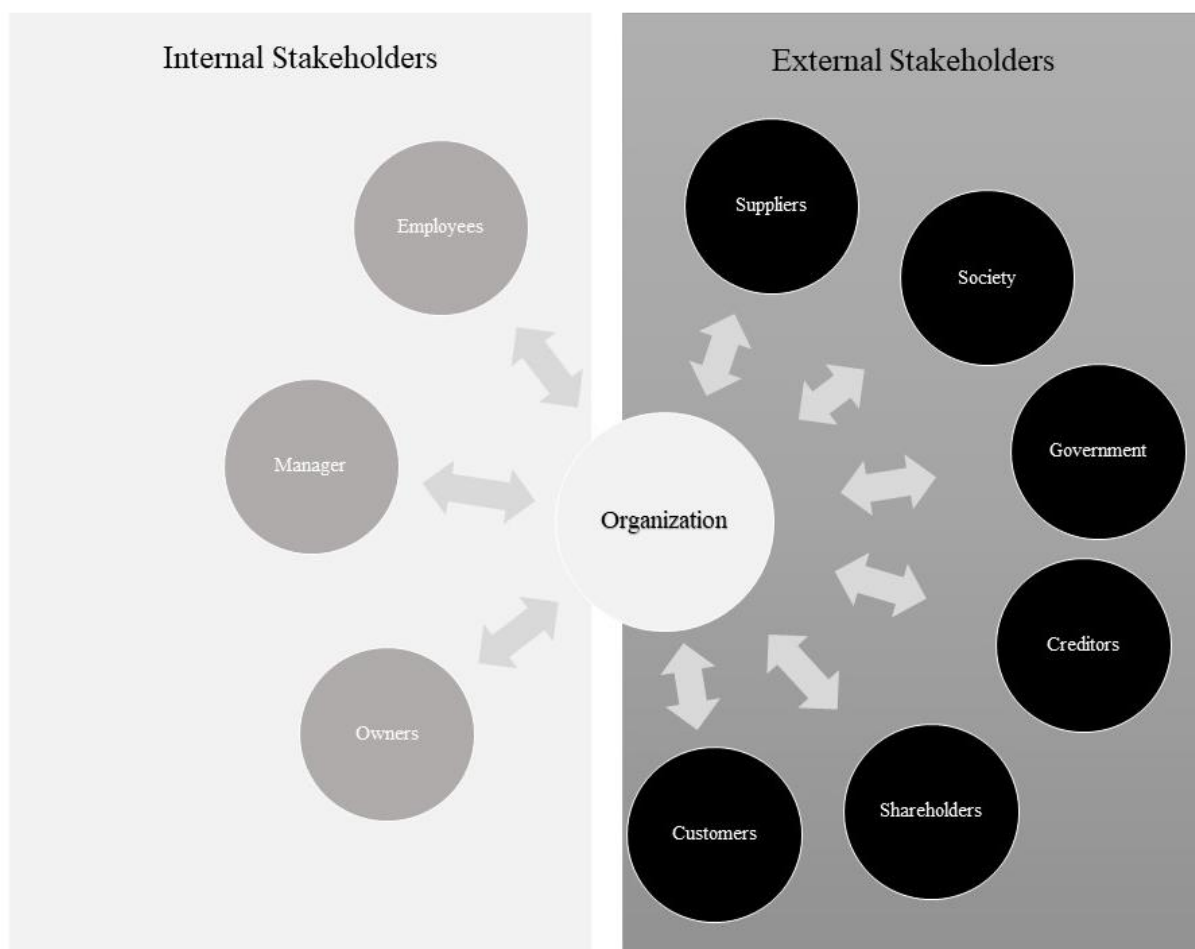 Internal Stakeholders
External Stakeholders
Employees
Manager
Owners
Organization
Suppliers
Society
Government
Creditors
Shareholders
Customers